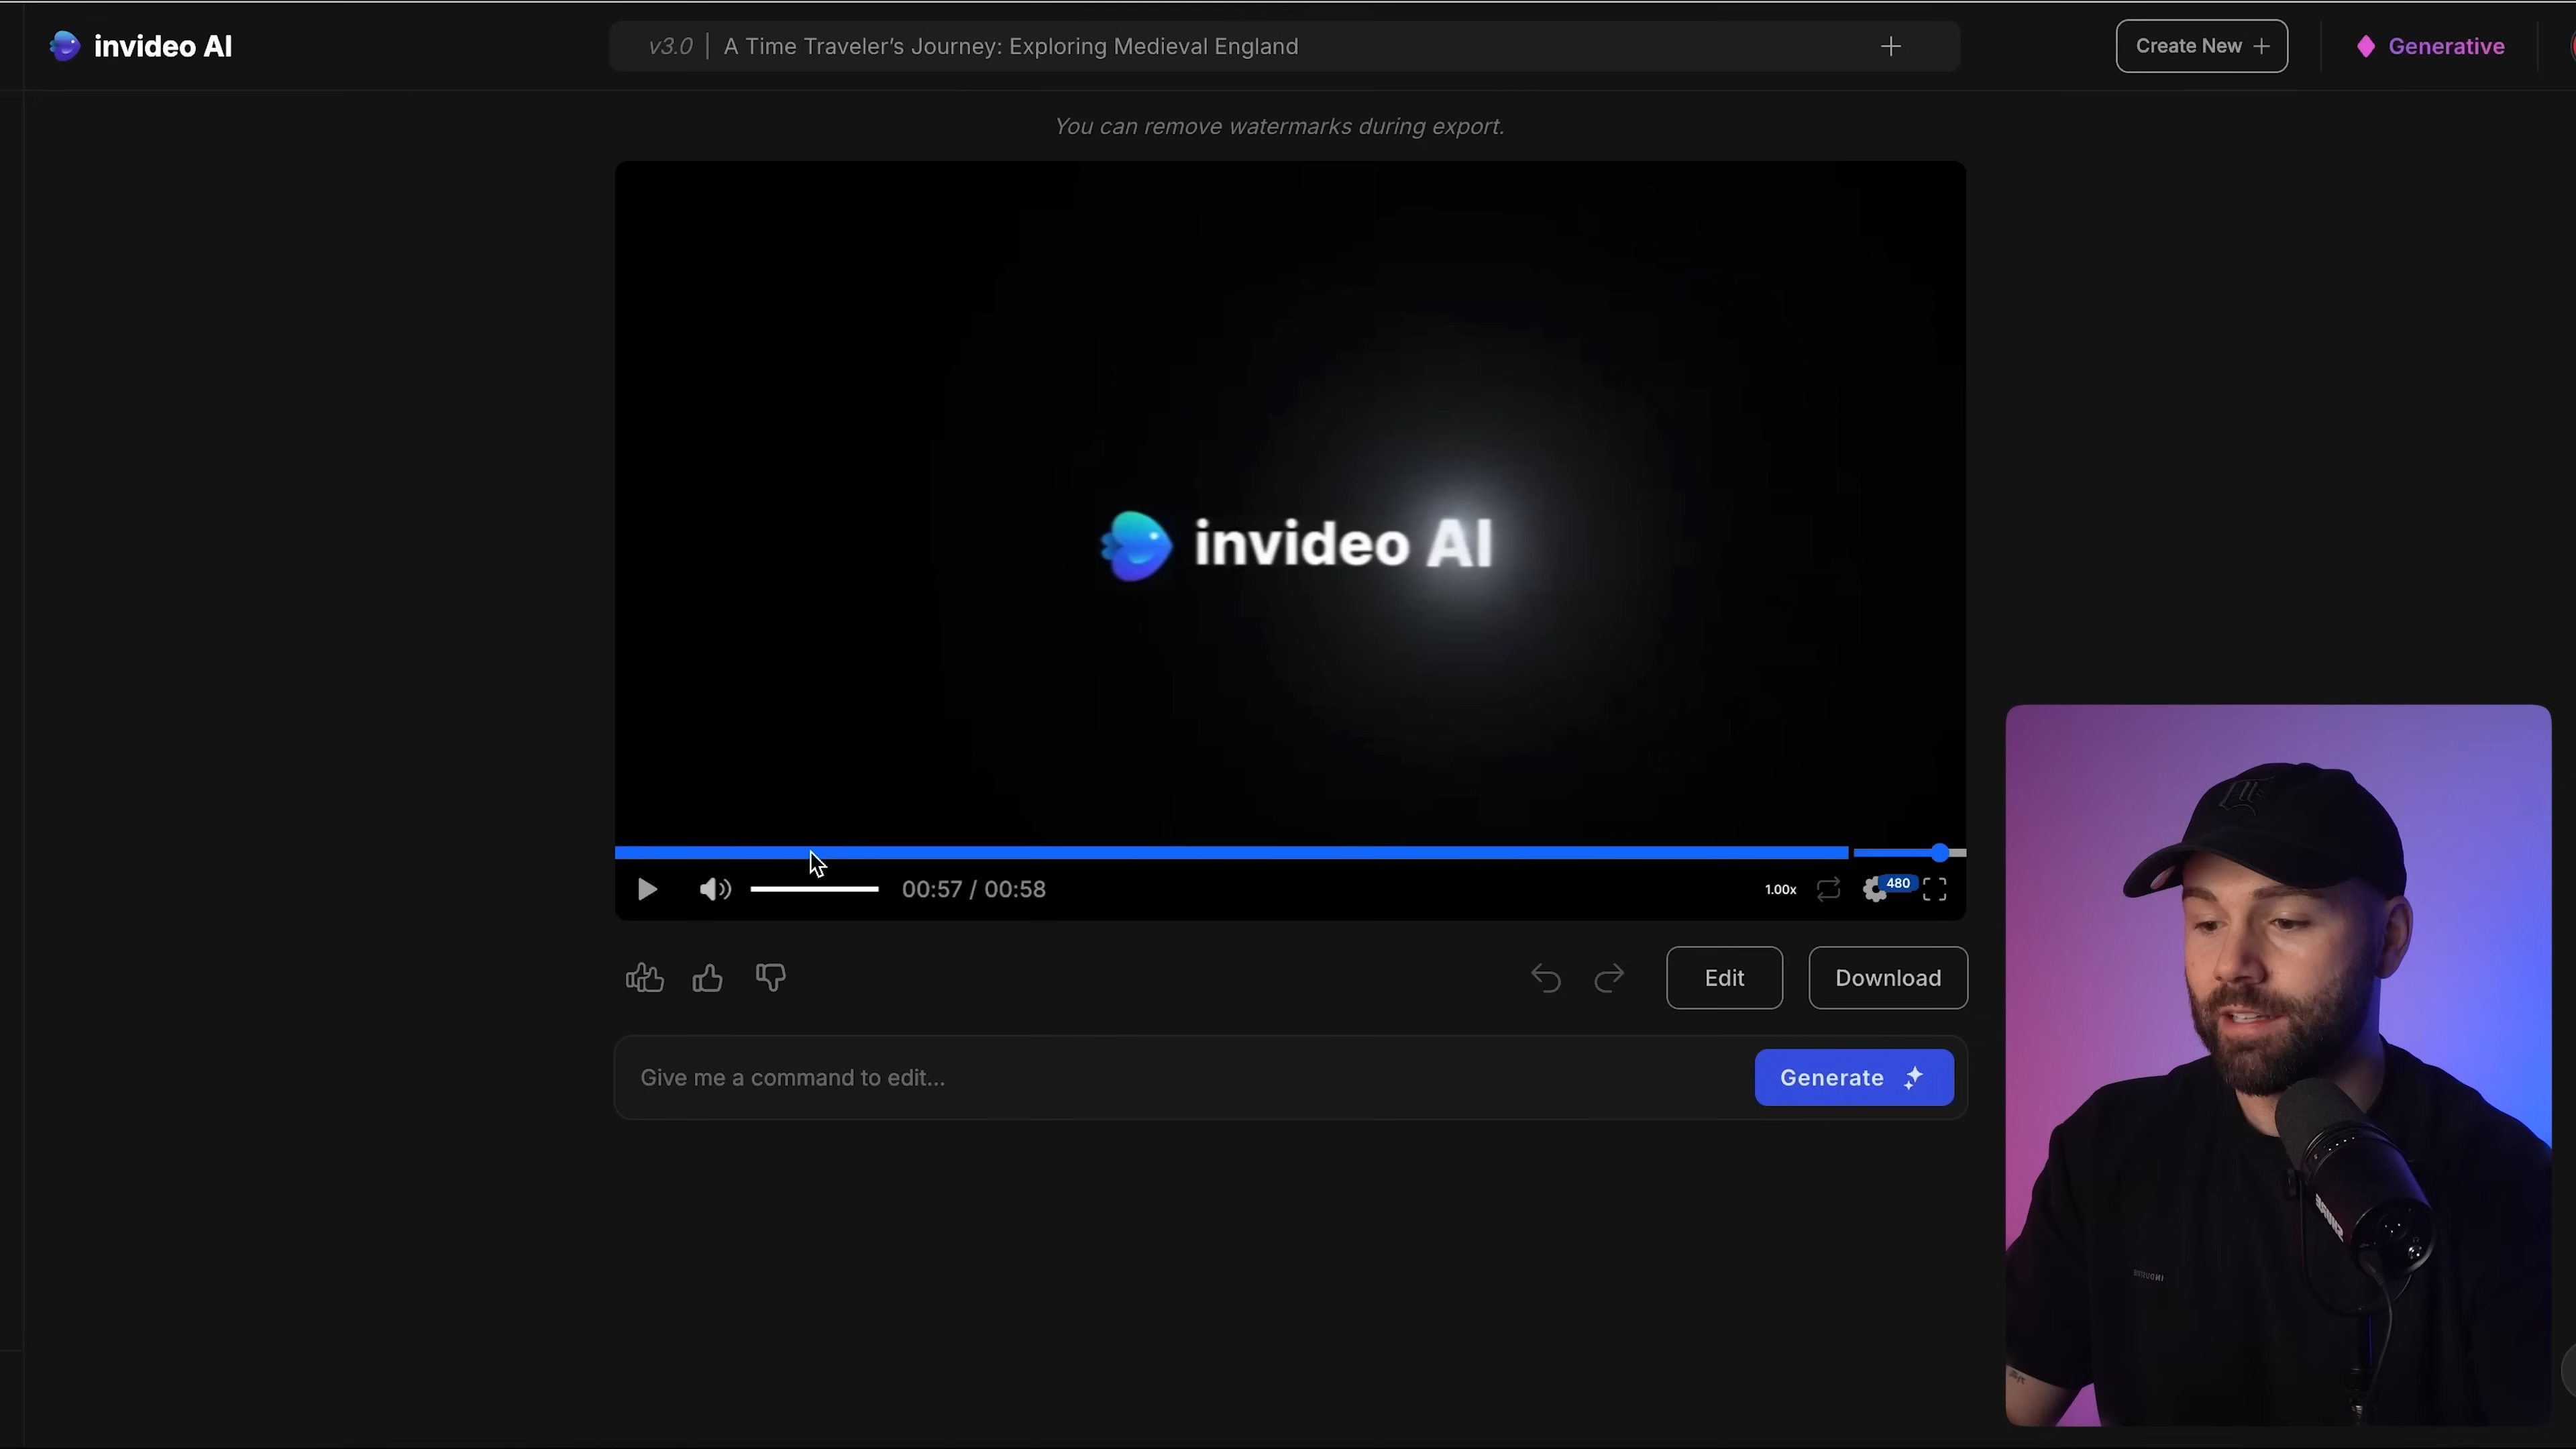 invideo AI
v3.0 | A Time Traveler’s Journey: Exploring Medieval England
Create New +
Generative
You can remove watermarks during export.
invideo AI
00:57 / 00:58
1.00x
480
Edit
Download
Give me a command to edit...
Generate